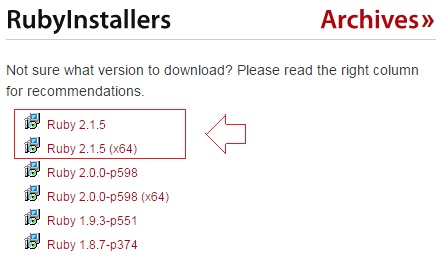 RubyInstallers Archives»
Not sure what version to download? Please read the right column
for recommendations.
Ruby 2.1.5
Ruby 2.1.5 (x64)
Ruby 2.0.0-p598
Ruby 2.0.0-p598 (x64)
Ruby 1.9.3-p551
Ruby 1.8.7-p374